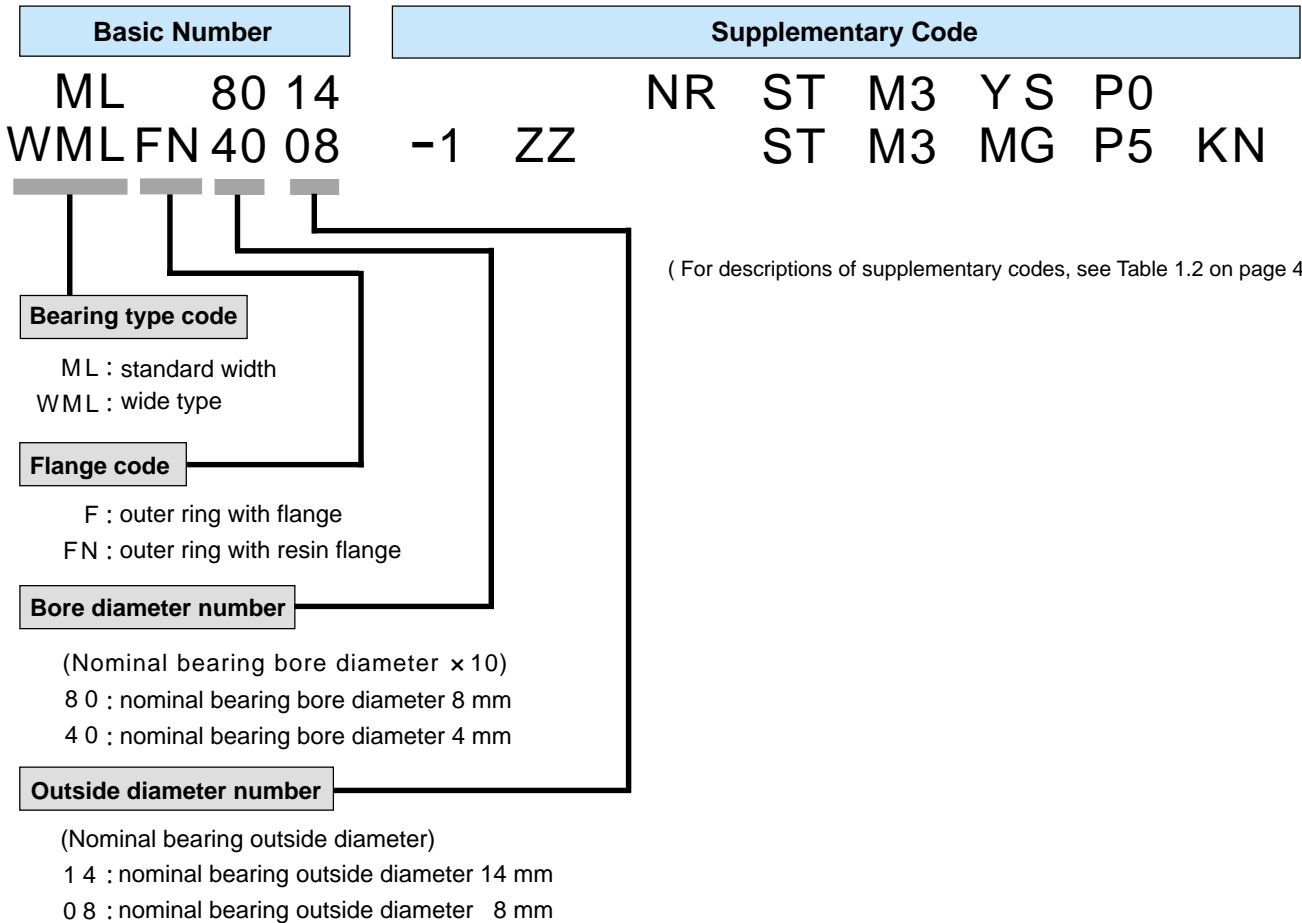 Basic Number Supplementary Code
ML 80 14 NR ST M3 YS P0
WML FN 40 08 -1 ZZ ST M3 MG P5 KN
( For descriptions of supplementary codes, see Table 1.2 on page 4
Bearing type code
ML : standard width
WML : wide type
Flange code
F : outer ring with flange
FN : outer ring with resin flange
Bore diameter number
(Nominal bearing bore diameter ×10)
80 : nominal bearing bore diameter 8 mm
40 : nominal bearing bore diameter 4 mm
Outside diameter number
(Nominal bearing outside diameter)
14 : nominal bearing outside diameter 14 mm
08 : nominal bearing outside diameter 8 mm